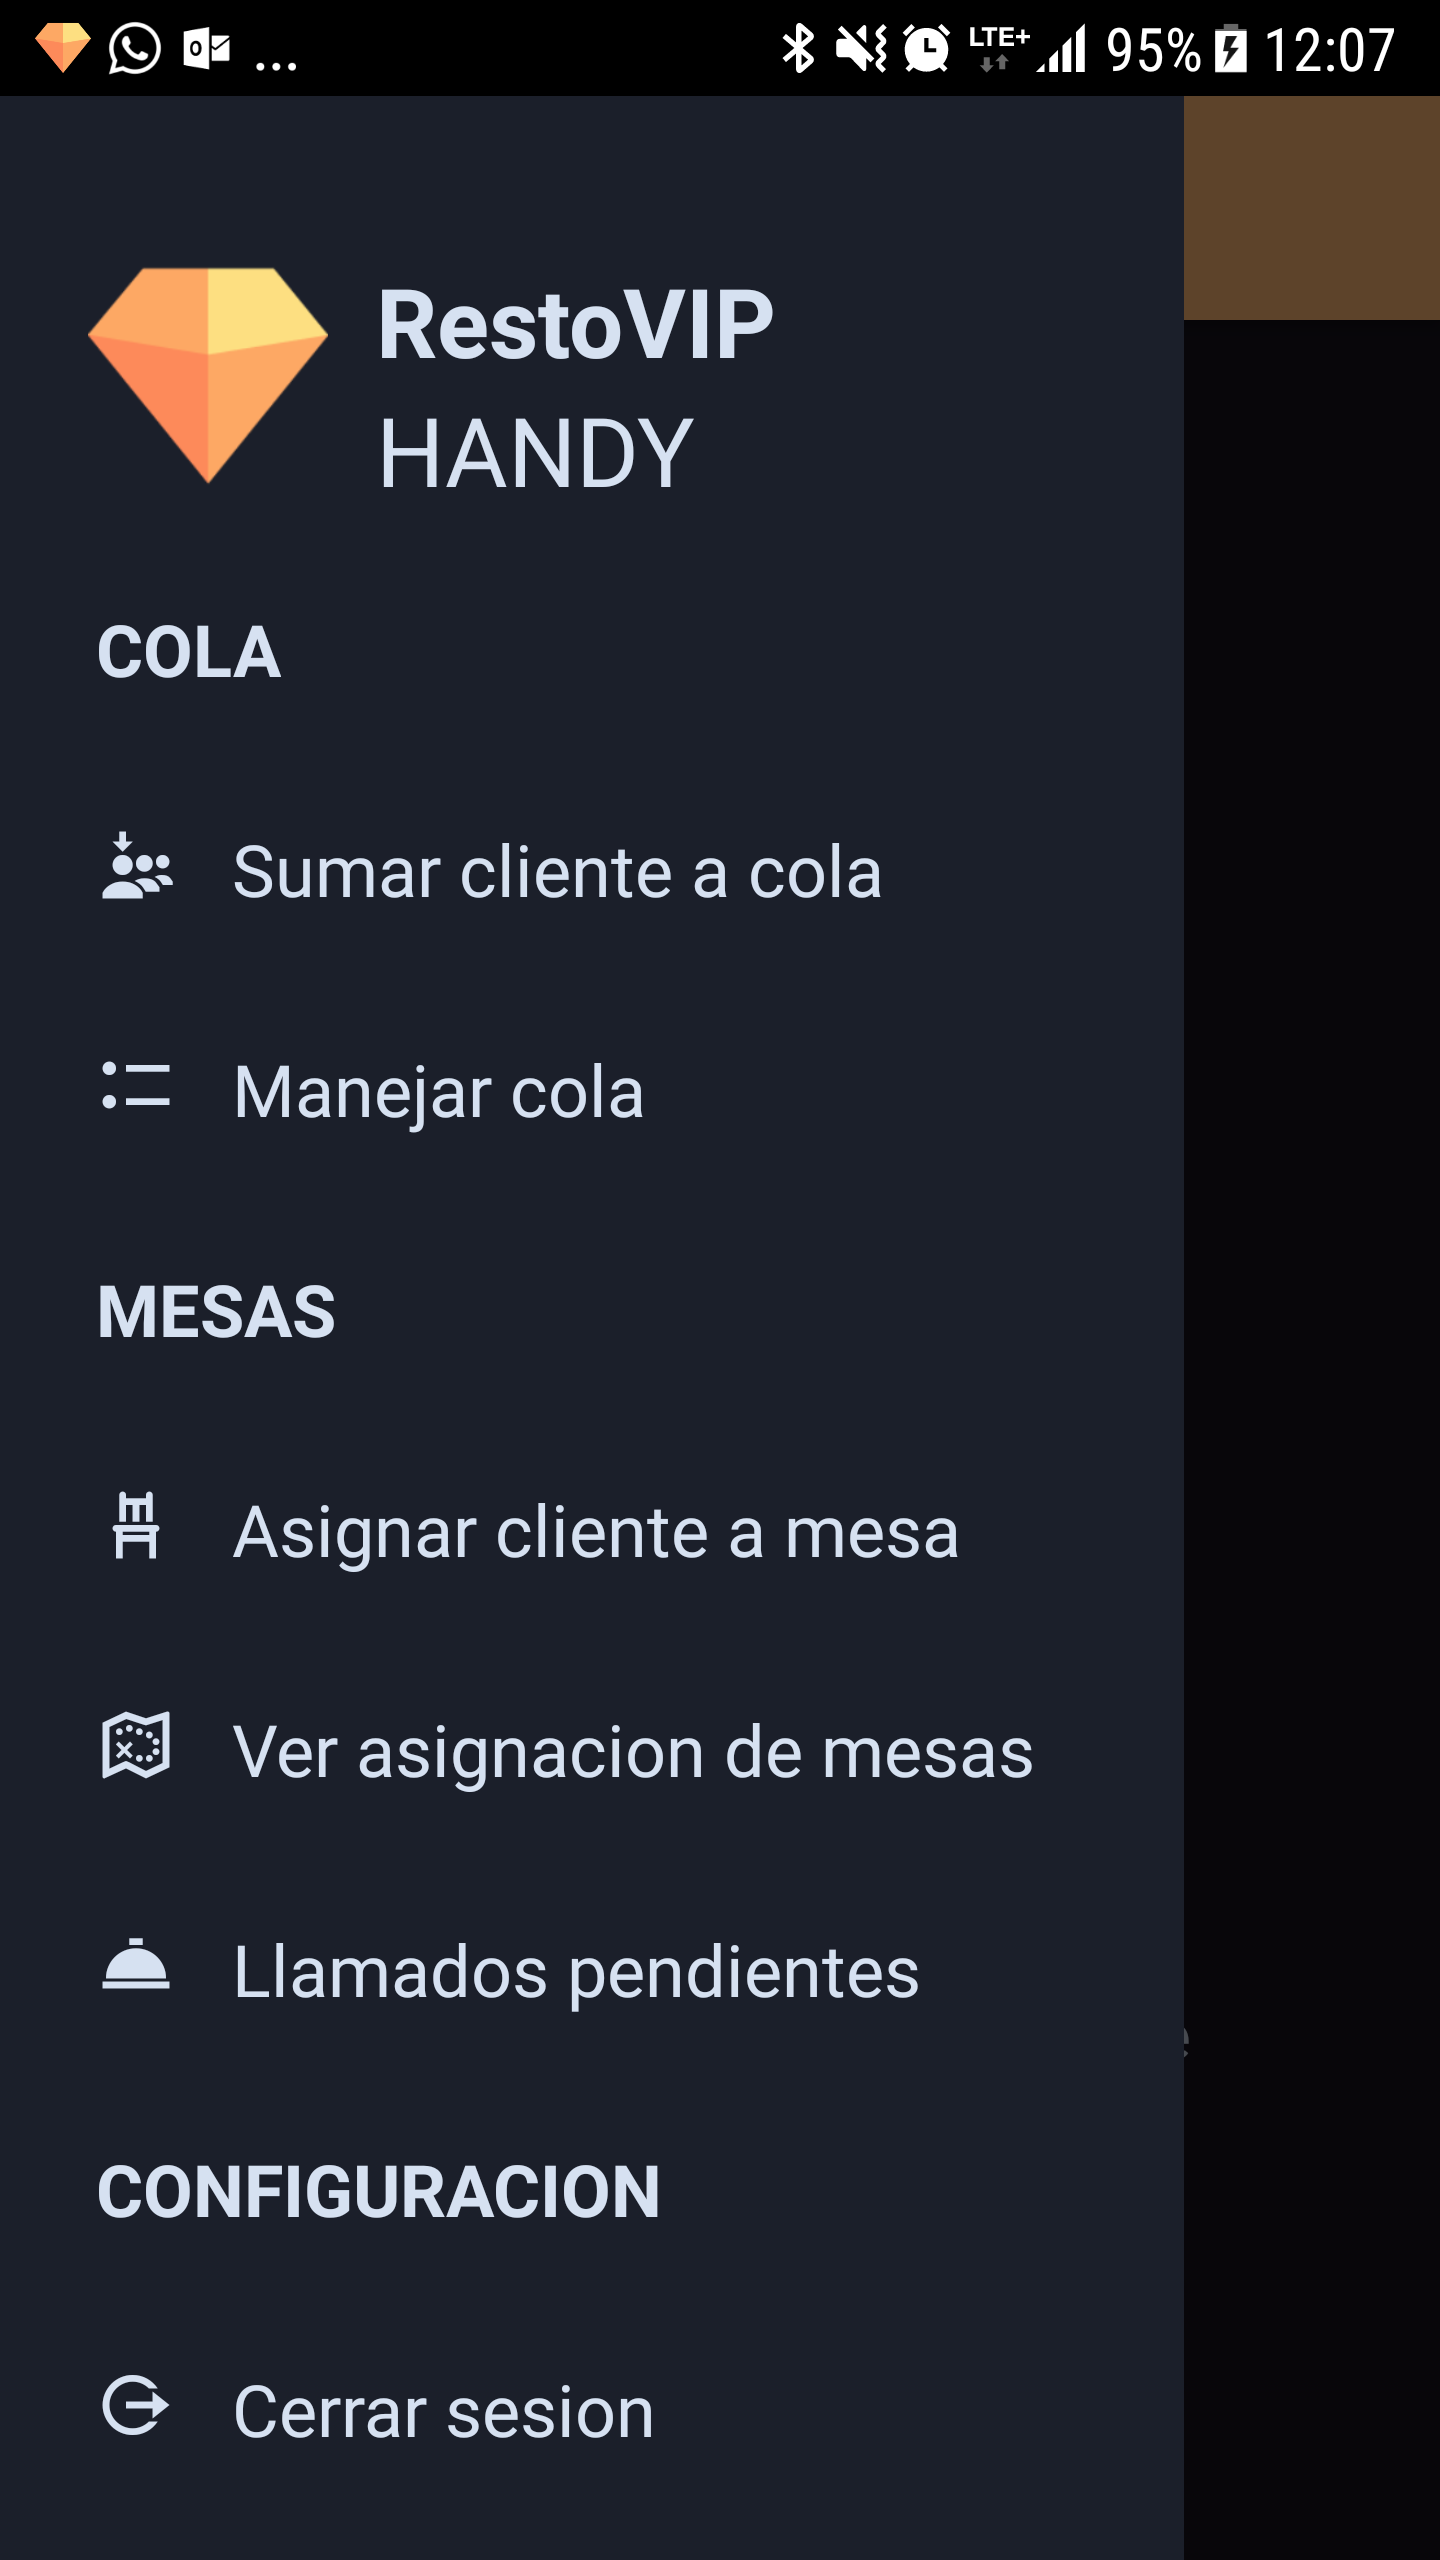 ... LTE+ 95% 12:07
RestoVIP
HANDY
COLA
Sumar cliente a cola
Manejar cola
MESAS
Asignar cliente a mesa
Ver asignacion de mesas
Llamados pendientes
CONFIGURACION
Cerrar sesion